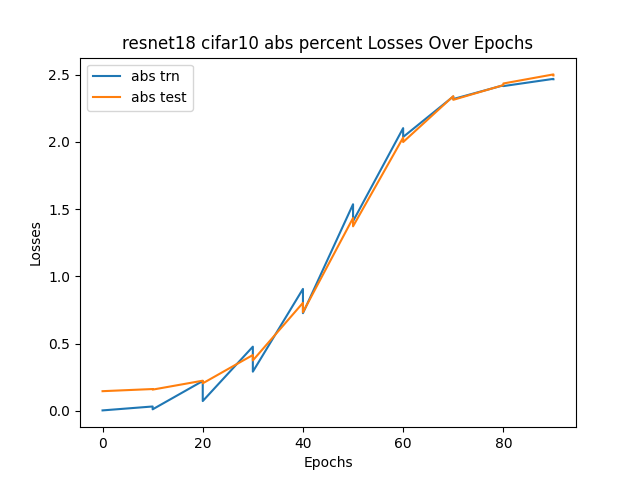 resnet18 cifar10 abs percent Losses Over Epochs
abs trn
abs test
2.5
2.0
1.5
1.0
0.5
0.0
Losses
0 20 40 60 80
Epochs